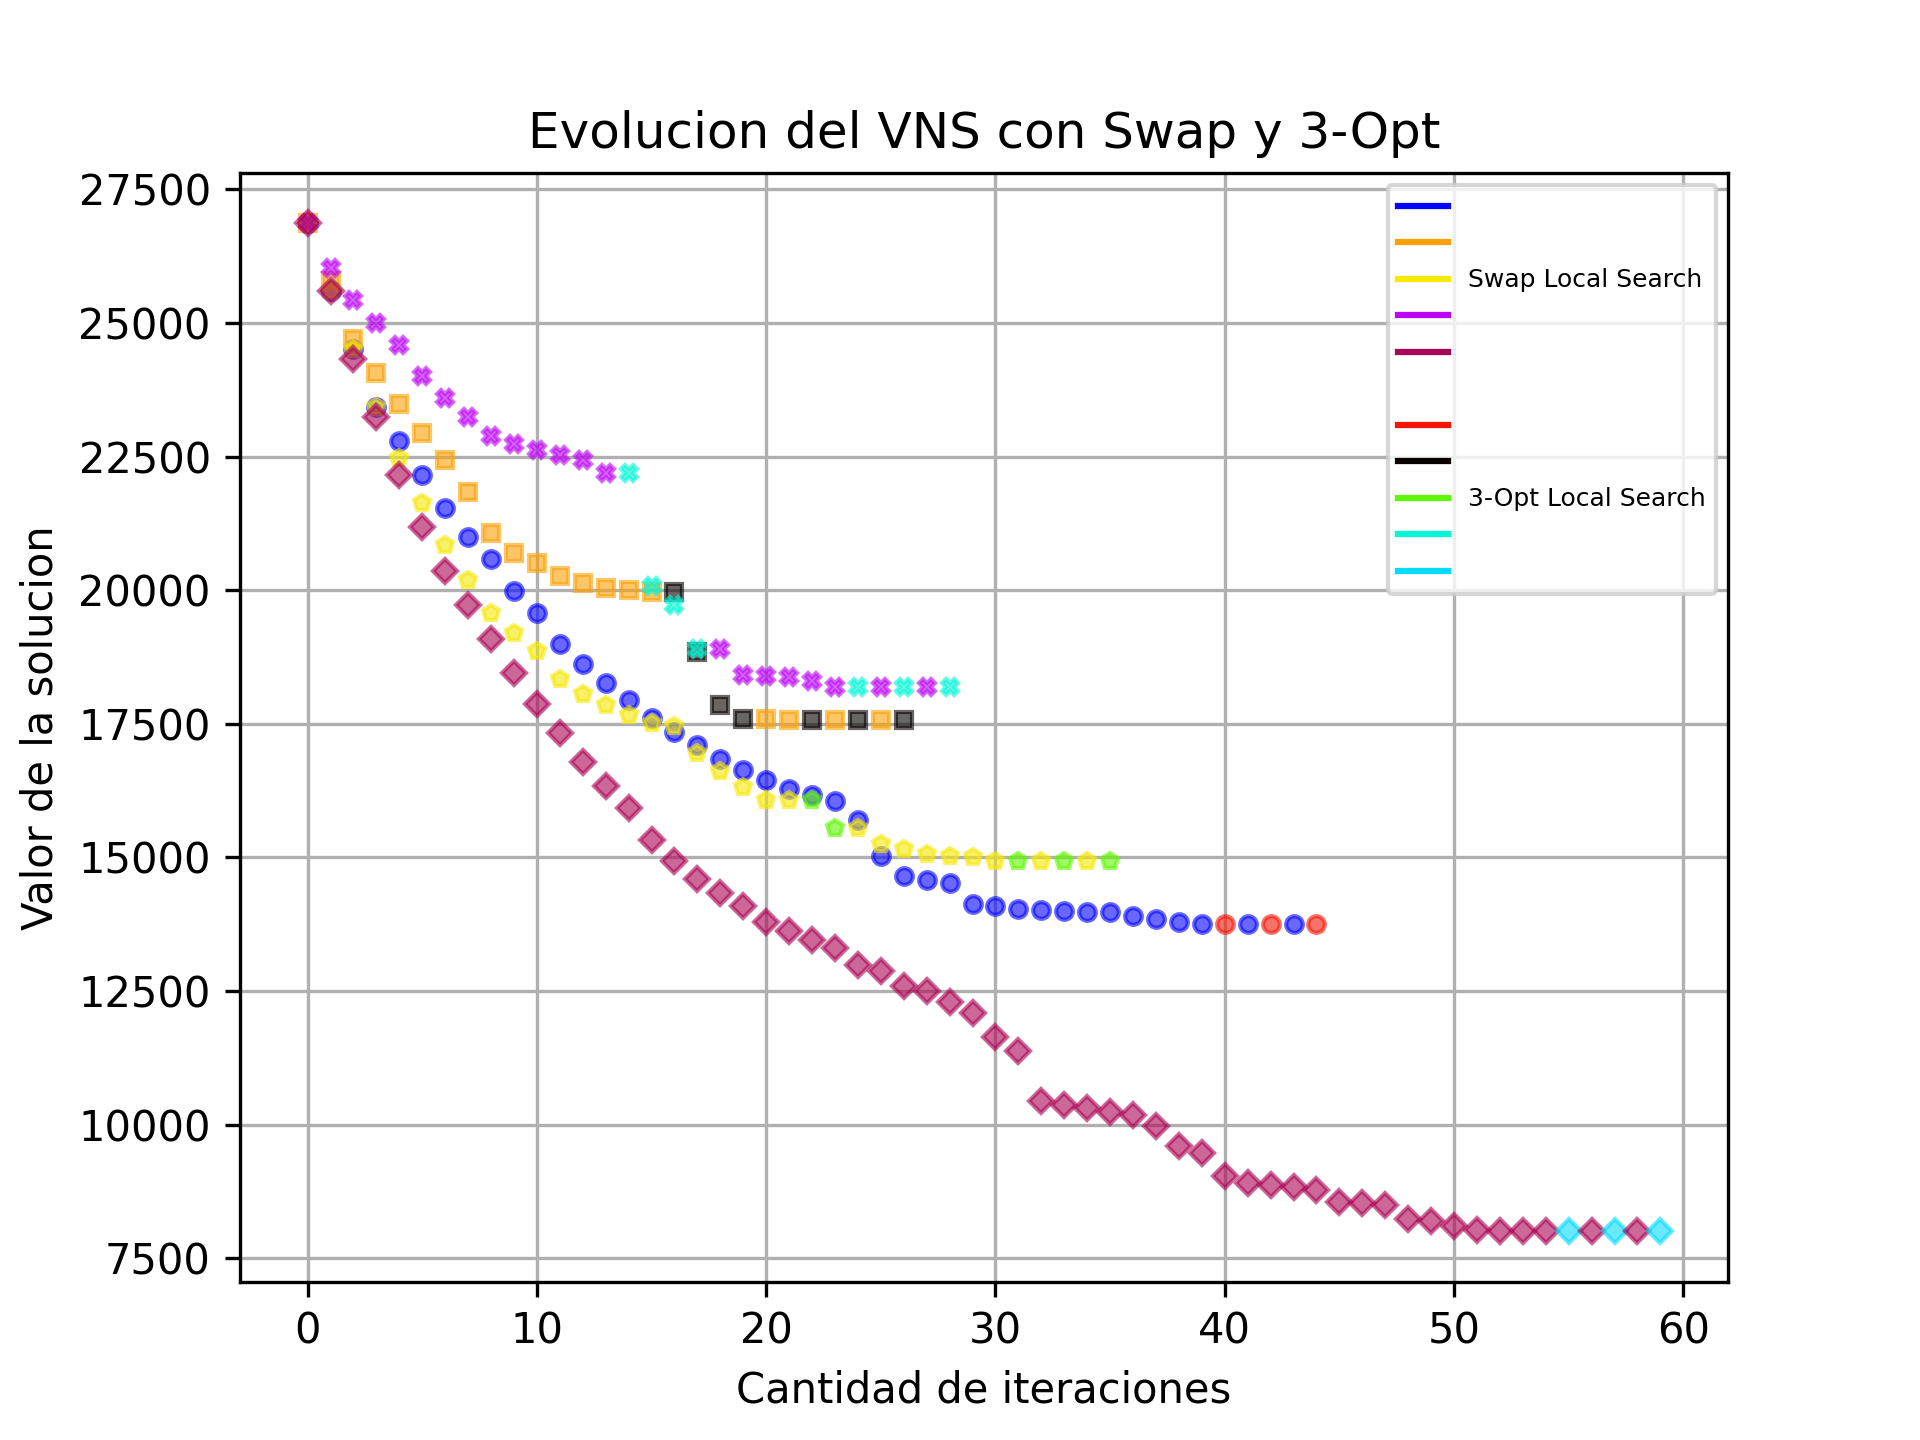 Evolucion del VNS con Swap y 3-Opt
27500
25000
22500
20000
17500
15000
12500
10000
7500
Valor de la solucion
Swap Local Search
3-Opt Local Search
0 10 20 30 40 50 60
Cantidad de iteraciones